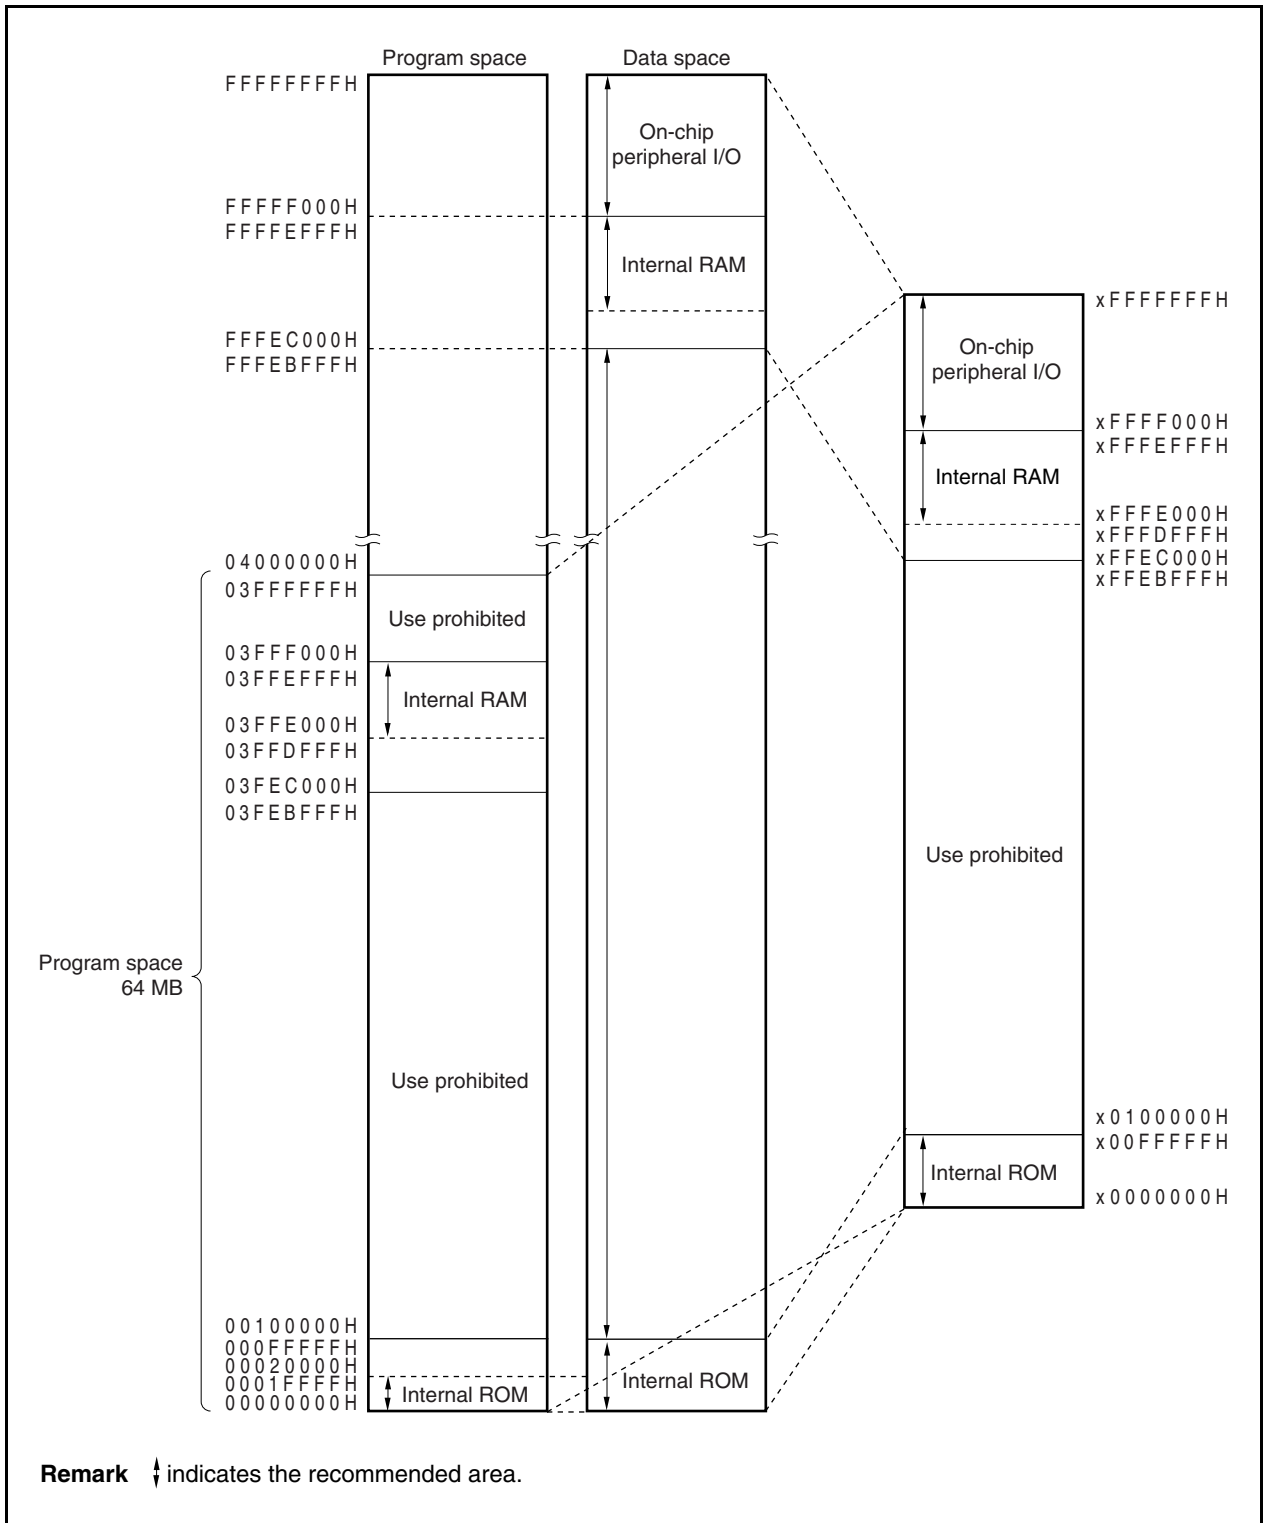 Program space
Data space
FFFFFFFFH
On-chip
peripheral I/O
FFFFF000H
FFFFEFFFH
Internal RAM
FFFEC000H
FFFEBFFFH
xFFFFFFFH
On-chip
peripheral I/O
xFFFF000H
xFFFEFFFH
Internal RAM
xFFFE000H
xFFFDFFFH
xFFEC000H
xFFEBFFFH
04000000H
03FFFFFFH
Use prohibited
03FFF000H
03FFEFFFH
Internal RAM
03FFE000H
03FFDFFFH
03FEC000H
03FEBFFFH
Use prohibited
Program space
64 MB
Use prohibited
x0100000H
x00FFFFFH
Internal ROM
x0000000H
00100000H
000FFFFFH
00020000H
0001FFFFH
00000000H
Internal ROM
Internal ROM
Remark indicates the recommended area.